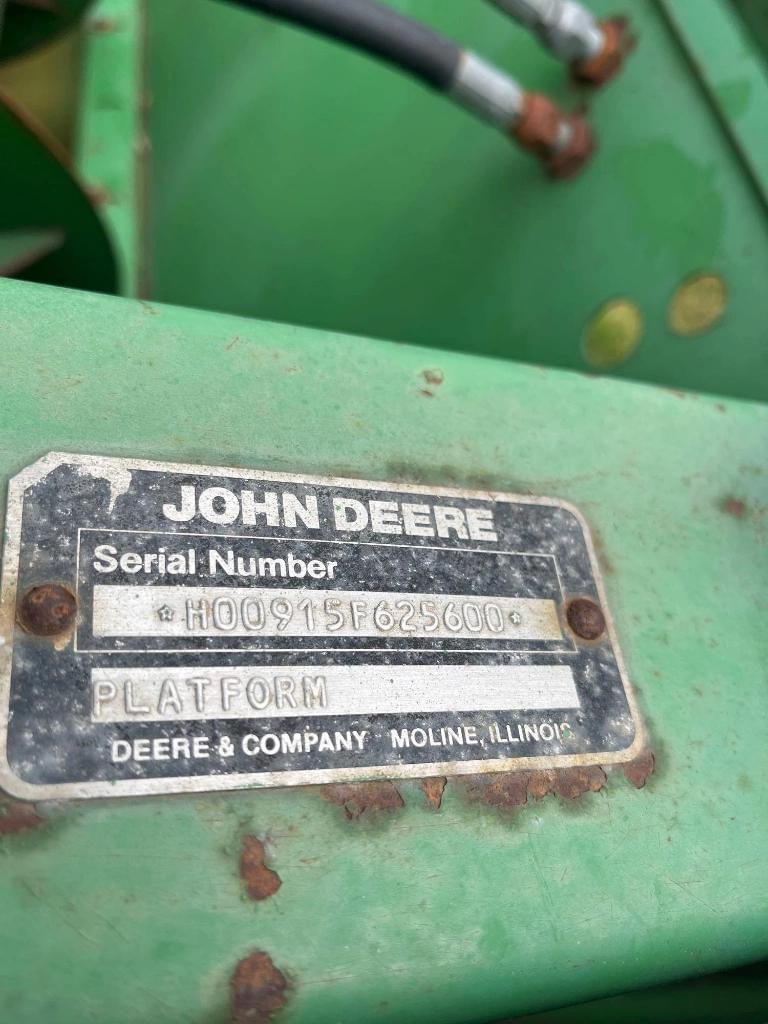 JOHN DEERE
Serial Number
*H00915F625600*
PLATFORM
DEERE & COMPANY MOLINE, ILLINOIS